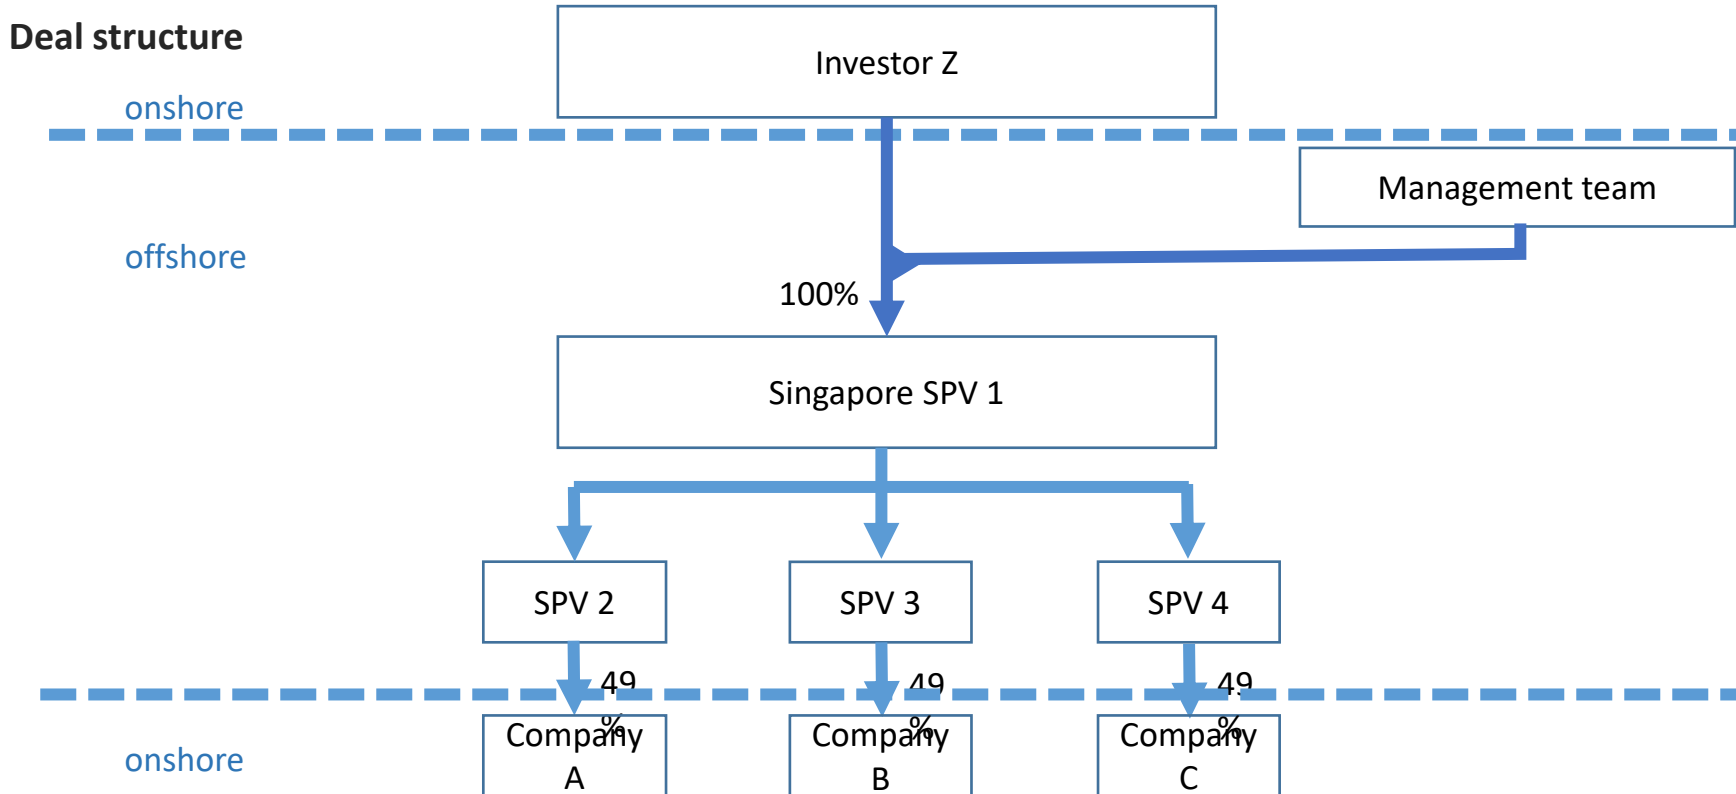 Deal structure
Investor Z
onshore
Management team
offshore
100%
Singapore SPV 1
SPV 2
SPV 3
SPV 4
49
%
49
%
49
%
Company
A
Company
B
Company
C
onshore